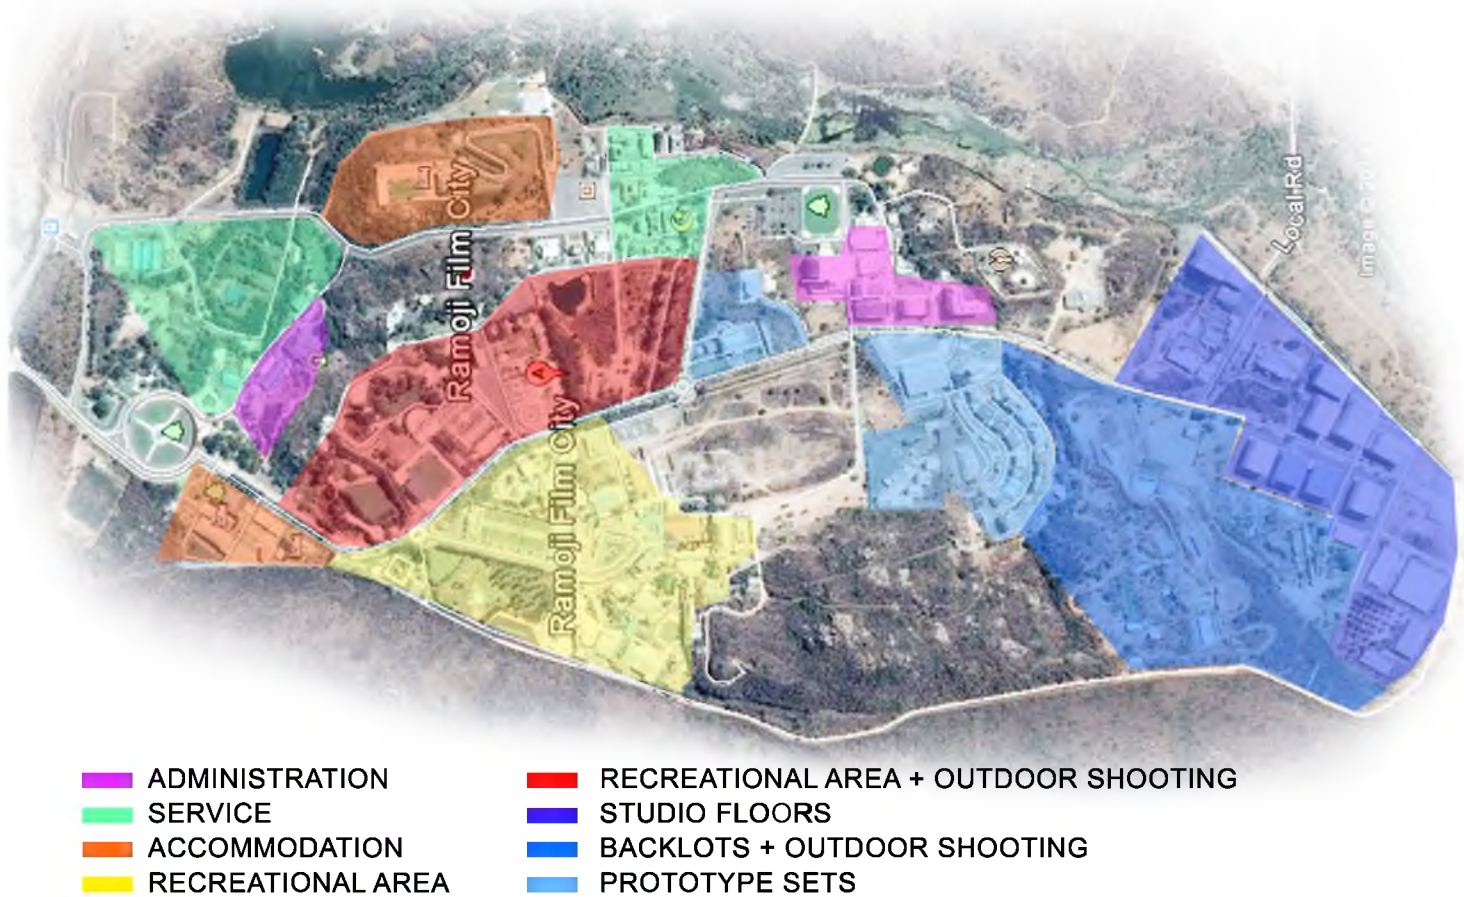 Ramoji Film City
Local Rd
Ramoji Film City
ADMINISTRATION
SERVICE
ACCOMMODATION
RECREATIONAL AREA
RECREATIONAL AREA + OUTDOOR SHOOTING
STUDIO FLOORS
BACKLOTS + OUTDOOR SHOOTING
PROTOTYPE SETS